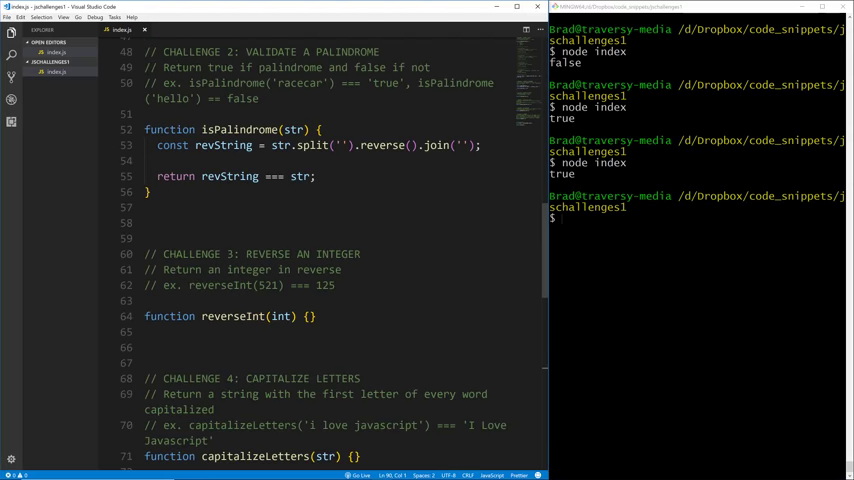 index.js - jschallenges1 - Visual Studio Code
File Edit Selection View Go Debug Tasks Help
EXPLORER
OPEN EDITORS
JS index.js
JSCHALLENGES1
JS index.js
JS index.js ×
48 // CHALLENGE 2: VALIDATE A PALINDROME
49 // Return true if palindrome and false if not
50 // ex. isPalindrome('racecar') === 'true', isPalindrome
('hello') == false
51
52 function isPalindrome(str) {
53 const revString = str.split('').reverse().join('');
54
55 return revString === str;
56 }
57
58
59
60 // CHALLENGE 3: REVERSE AN INTEGER
61 // Return an integer in reverse
62 // ex. reverseInt(521) === 125
63
64 function reverseInt(int) {}
65
66
67
68 // CHALLENGE 4: CAPITALIZE LETTERS
69 // Return a string with the first letter of every word
capitalized
70 // ex. capitalizeLetters('i love javascript') === 'I Love
Javascript'
71 function capitalizeLetters(str) {}
0 0 Go Live Ln 90, Col 1 Spaces: 2 UTF-8 CRLF JavaScript Prettier
MINGW64:/d/Dropbox/code_snippets/jschallenges1
Brad@traversy-media /d/Dropbox/code_snippets/j
schallenges1
$ node index
false
Brad@traversy-media /d/Dropbox/code_snippets/j
schallenges1
$ node index
true
Brad@traversy-media /d/Dropbox/code_snippets/j
schallenges1
$ node index
true
Brad@traversy-media /d/Dropbox/code_snippets/j
schallenges1
$